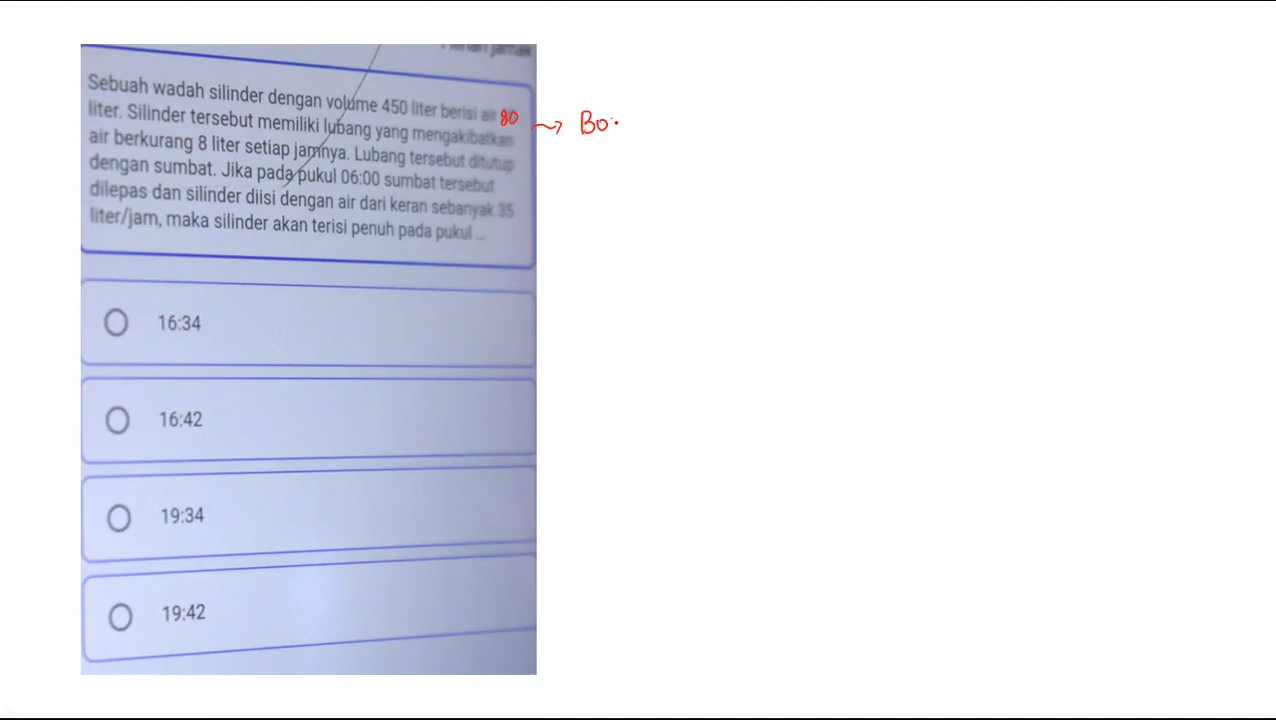 Pilihan jamak
Sebuah wadah silinder dengan volume 450 liter berisi air 80
liter. Silinder tersebut memiliki lubang yang mengakibatkan
air berkurang 8 liter setiap jamnya. Lubang tersebut ditutup
dengan sumbat. Jika pada pukul 06:00 sumbat tersebut
dilepas dan silinder diisi dengan air dari keran sebanyak 35
liter/jam, maka silinder akan terisi penuh pada pukul ...
Bo
16:34
16:42
19:34
19:42